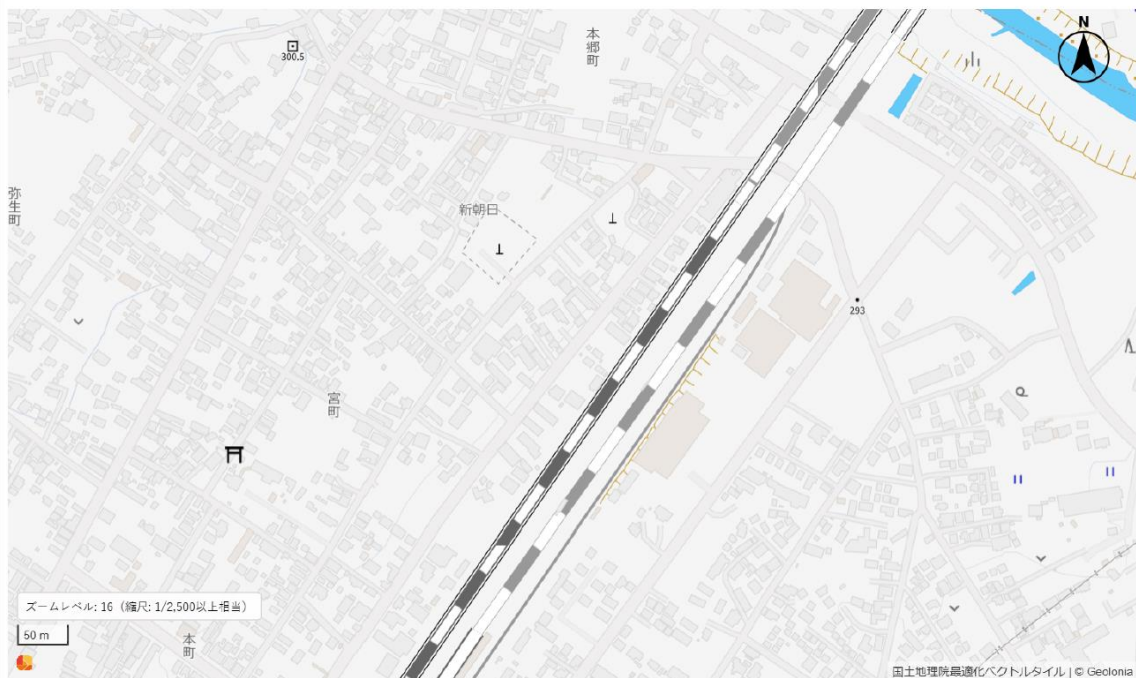 N
300.5
本郷町
弥生町
新朝日
293
宮町
ズームレベル: 16（縮尺: 1/2,500以上相当）
50 m
本町
国土地理院最適化ベクトルタイル | © Geolonia